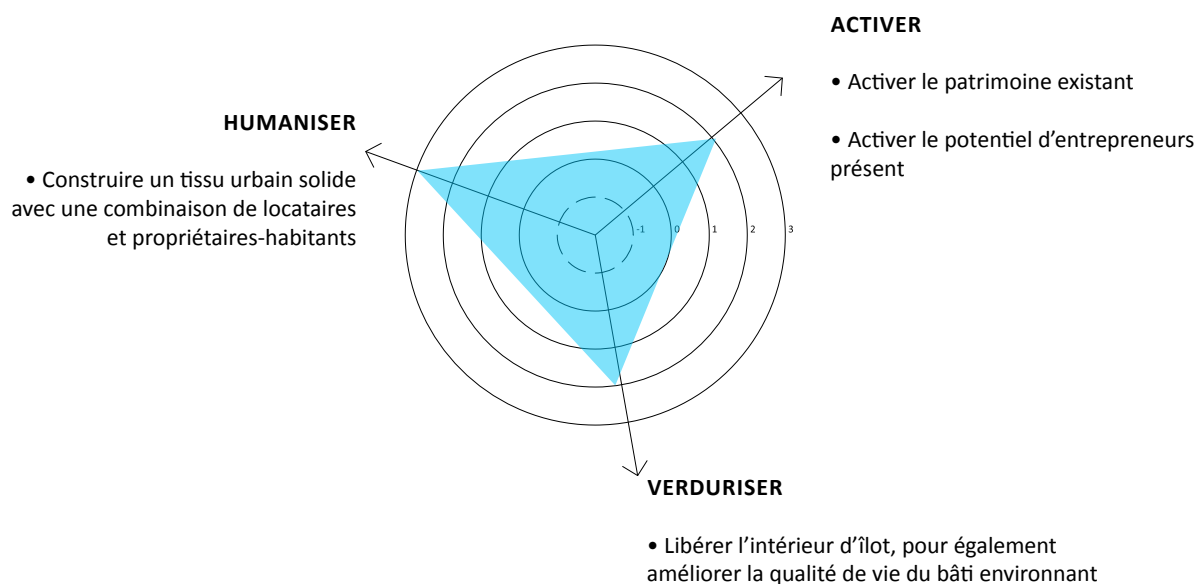 ACTIVER
• Activer le patrimoine existant
• Activer le potentiel d’entrepreneurs
présent
HUMANISER
• Construire un tissu urbain solide
avec une combinaison de locataires
et propriétaires-habitants
-1 0 1 2 3
VERDURISER
• Libérer l’intérieur d’îlot, pour également
améliorer la qualité de vie du bâti environnant